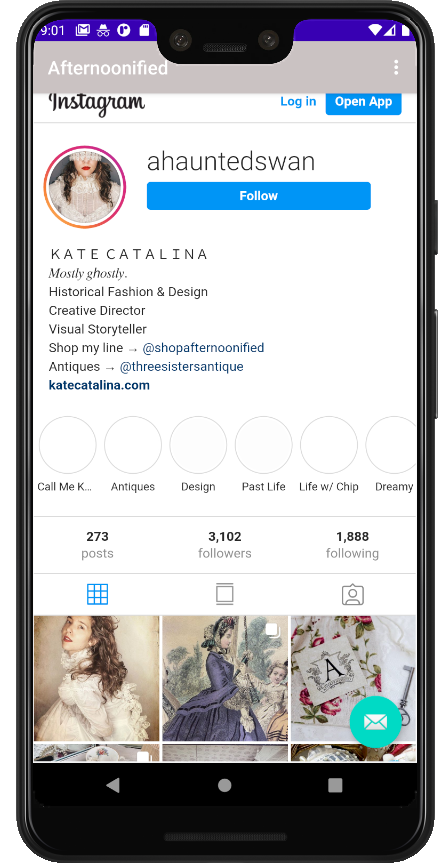 9:01
Afternoonified
Instagram
Log in
Open App
ahauntedswan
Follow
KATE CATALINA
Mostly ghostly.
Historical Fashion & Design
Creative Director
Visual Storyteller
Shop my line → @shopafternoonified
Antiques → @threesistersantique
katecatalina.com
Call Me K... Antiques Design Past Life Life w/ Chip Dreamy
273 3,102 1,888
posts followers following
A